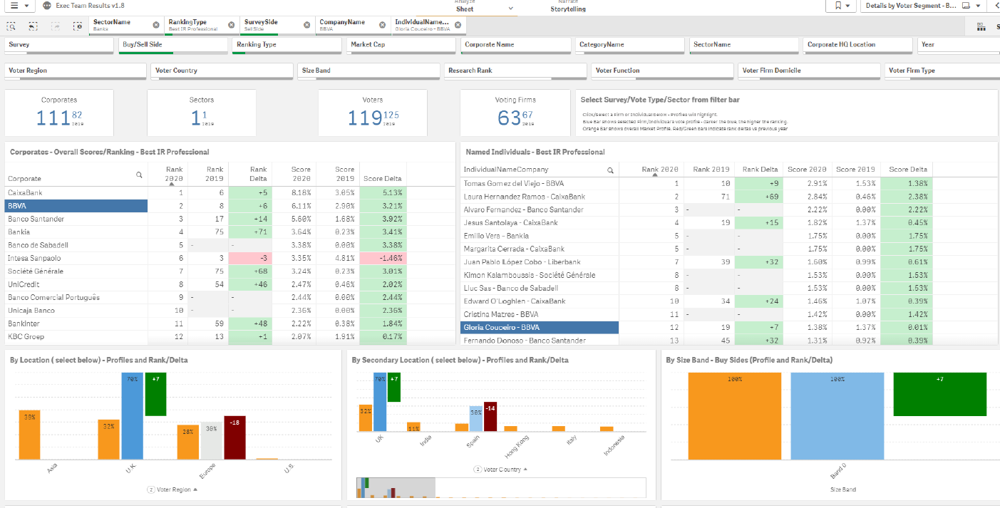 Exec Team Results v1.8
Analyze
Sheet
Narrate
Storytelling
Details by Voter Segment - B...
SectorName
Banks
RankingType
Best IR Professional
SurveySide
SellSide
CompanyName
BBVA
IndividualName...
Gloria Couceiro - BBVA
Survey
Buy/Sell Side
Ranking Type
Market Cap
Corporate Name
CategoryName
SectorName
Corporate HQ Location
Year
Voter Region
Voter Country
Size Band
Research Rank
Voter Function
Voter Firm Domicile
Voter Firm Type
Corporates
111 82
2019
Sectors
1 1
2019
Voters
119 125
2019
Voiting Firms
63 67
2019
Select Survey/Vote Type/Sector from filter bar
Click/Select a Firm or Individual below - Profiles will highlight.
Blue Bar shows selected Firm/Individual's vote profile - darker the blue, the higher the ranking.
Orange Bar shows overall Market Profile. Red/Green bars indicate rank deltas vs previous year
Corporates - Overall Scores/Ranking - Best IR Professional
Corporate Rank 2020 Rank 2019 Rank Delta Score 2020 Score 2019 Score Delta
CaixaBank 1 6 +5 8.18% 3.05% 5.13%
BBVA 2 8 +6 6.11% 2.90% 3.21%
Banco Santander 3 17 +14 5.60% 1.68% 3.92%
Bankia 4 75 +71 3.64% 0.23% 3.41%
Banco de Sabadell 5 - - 3.38% 0.00% 3.38%
Intesa Sanpaolo 6 3 -3 3.35% 4.81% -1.46%
Société Générale 7 75 +68 3.24% 0.23% 3.01%
UniCredit 8 54 +46 2.47% 0.46% 2.02%
Banco Comercial Português 9 - - 2.44% 0.00% 2.44%
Unicaja Banco 10 - - 2.36% 0.00% 2.36%
Bankinter 11 59 +48 2.22% 0.38% 1.84%
KBC Groep 12 13 +1 2.07% 1.91% 0.17%
Named Individuals - Best IR Professional
IndividualNameCompany Rank 2020 Rank 2019 Rank Delta Score 2020 Score 2019 Score Delta
Tomas Gomez del Viejo - BBVA 1 10 +9 2.91% 1.53% 1.38%
Laura Hernandez Ramos - CaixaBank 2 71 +69 2.84% 0.46% 2.38%
Alvaro Fernandez - Banco Santander 3 - - 2.22% 0.00% 2.22%
Jesus Santolaya - CaixaBank 4 19 +15 1.82% 1.37% 0.45%
Emilio Vera - Bankia 5 - - 1.75% 0.00% 1.75%
Margarita Cerrada - CaixaBank 5 - - 1.75% 0.00% 1.75%
Juan Pablo López Cobo - Liberbank 7 39 +32 1.60% 0.99% 0.61%
Kimon Kalamboussis - Société Générale 8 - - 1.53% 0.00% 1.53%
Lluc Sas - Banco de Sabadell 8 - - 1.53% 0.00% 1.53%
Edward O'Loghlen - CaixaBank 10 34 +24 1.46% 1.07% 0.39%
Cristina Matres - BBVA 11 - - 1.42% 0.00% 1.42%
Gloria Couceiro - BBVA 12 19 +7 1.38% 1.37% 0.01%
Fernando Donoso - Banco Santander 13 45 +32 1.31% 0.92% 0.39%
By Location ( select below) - Profiles and Rank/Delta
39% 32% 70% +7 28% 30% -18
Asia U.K Europe U.S
2 Voter Region
By Secondary Location ( select below) - Profiles and Rank/Delta
32% 70% +7 11% 30% -14
UK India Spain Hong Kong Italy Indonesia
2 Voter Country
By Size Band - Buy Sides (Profile and Rank/Delta)
100% 100% +7
Band 0
Size Band